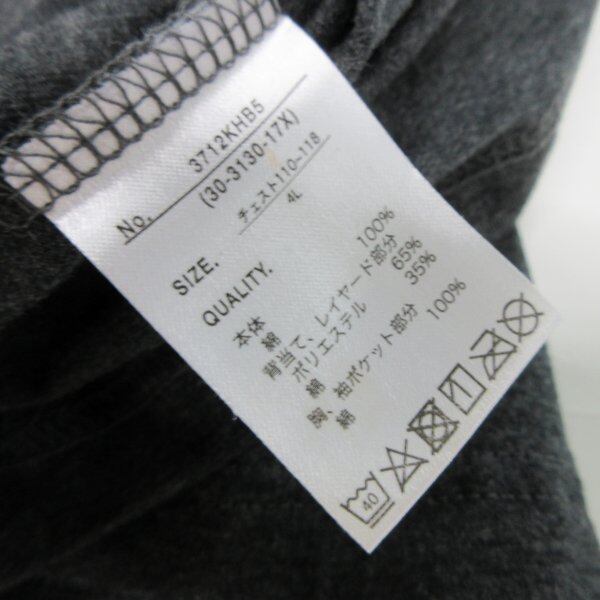 No. 3712KHB5
(30-3130-17X)
SIZE. チェスト110-118
4L
QUALITY.
本体
綿 100%
背当て、レイヤード部分
ポリエステル 65%
綿 35%
胸、袖ポケット部分
綿 100%
40